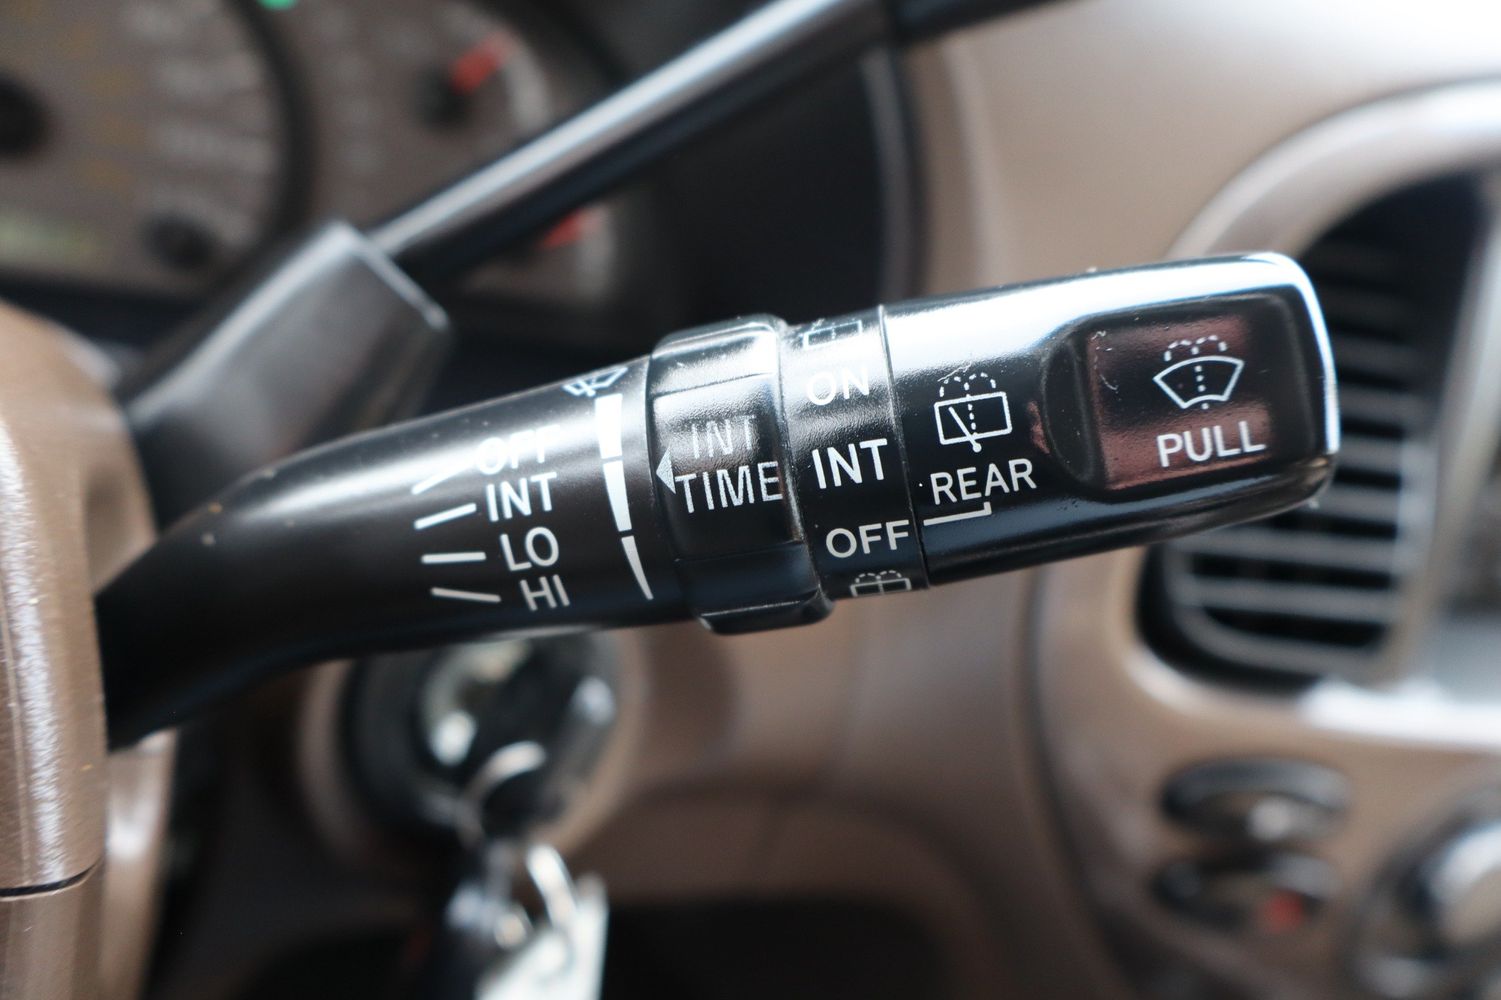 OFF
INT
LO
HI
INT
TIME
ON
INT
OFF
REAR
PULL